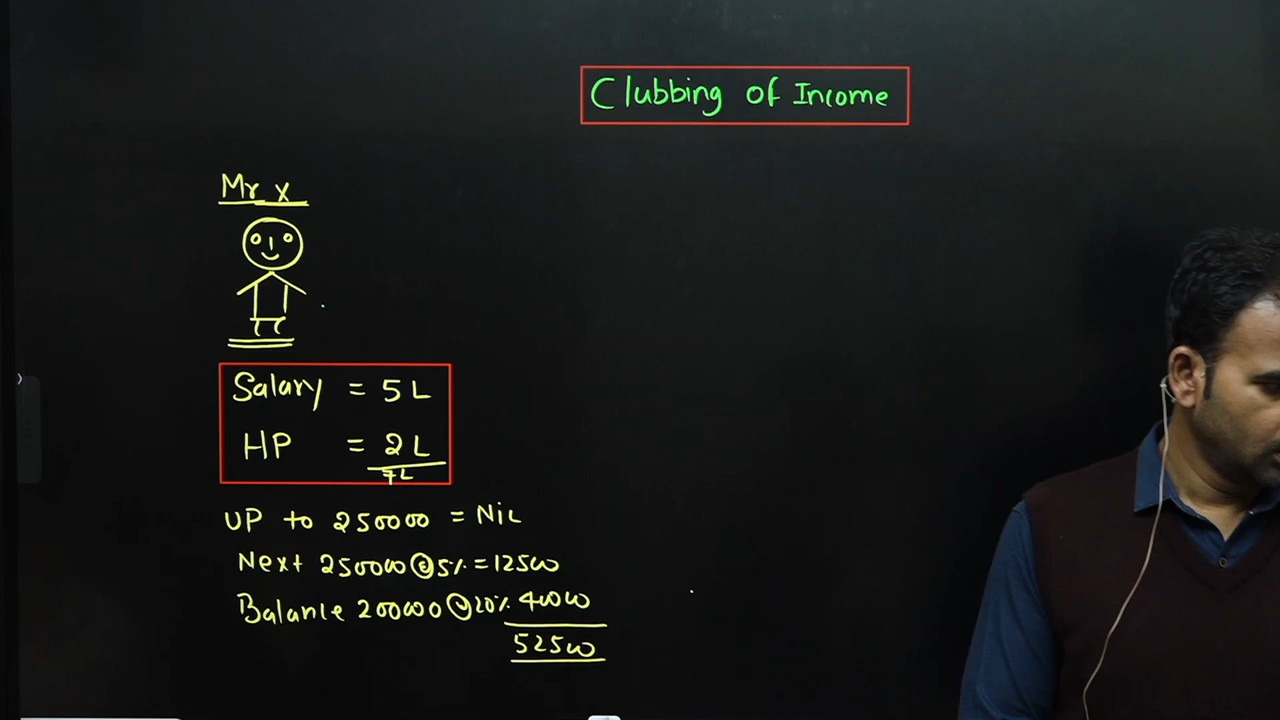 Clubbing of Income
Mr X
Salary = 5 L
HP = 2 L
7L
UP to 250000 = NiL
Next 250000 @ 5% = 12500
Balance 200000 @ 20% 40000
52500